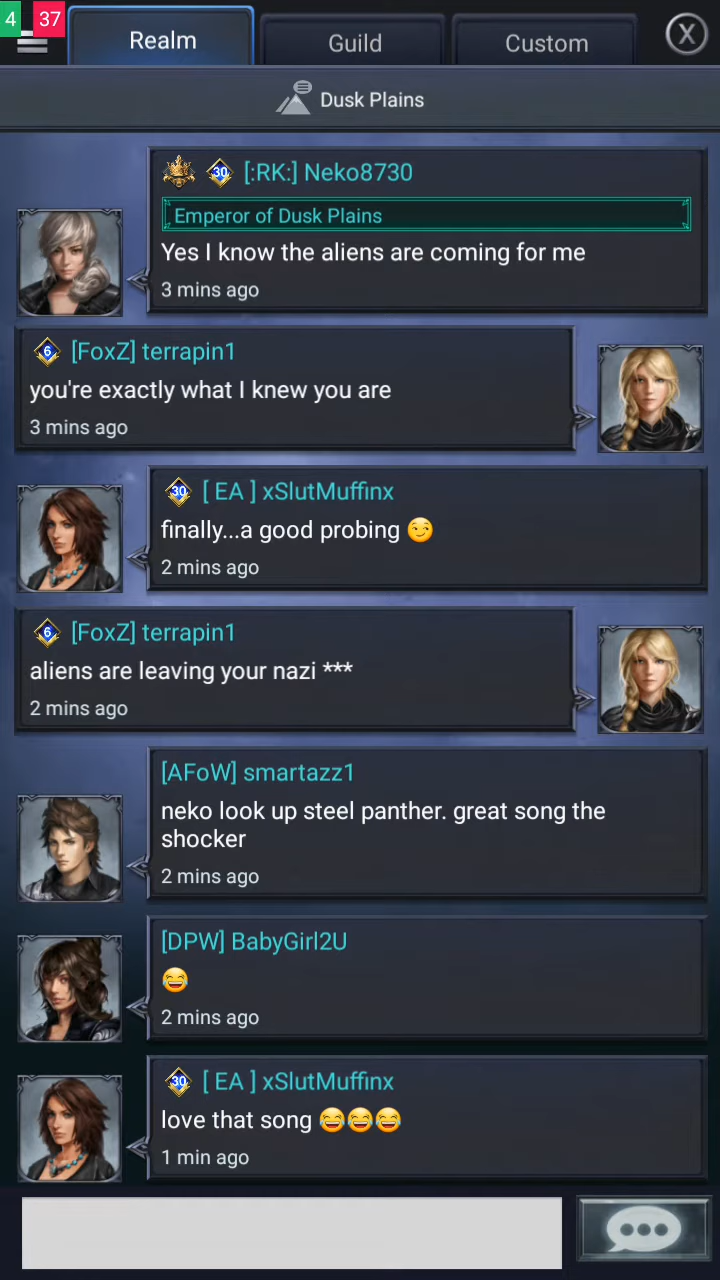 4 37
Realm
Guild
Custom
X
Dusk Plains
30 [:RK:] Neko8730
Emperor of Dusk Plains
Yes I know the aliens are coming for me
3 mins ago
6 [FoxZ] terrapin1
you're exactly what I knew you are
3 mins ago
30 [ EA ] xSlutMuffinx
finally...a good probing 😏
2 mins ago
6 [FoxZ] terrapin1
aliens are leaving your nazi ***
2 mins ago
[AFoW] smartazz1
neko look up steel panther. great song the
shocker
2 mins ago
[DPW] BabyGirl2U
😂
2 mins ago
30 [ EA ] xSlutMuffinx
love that song 😂😂😂
1 min ago